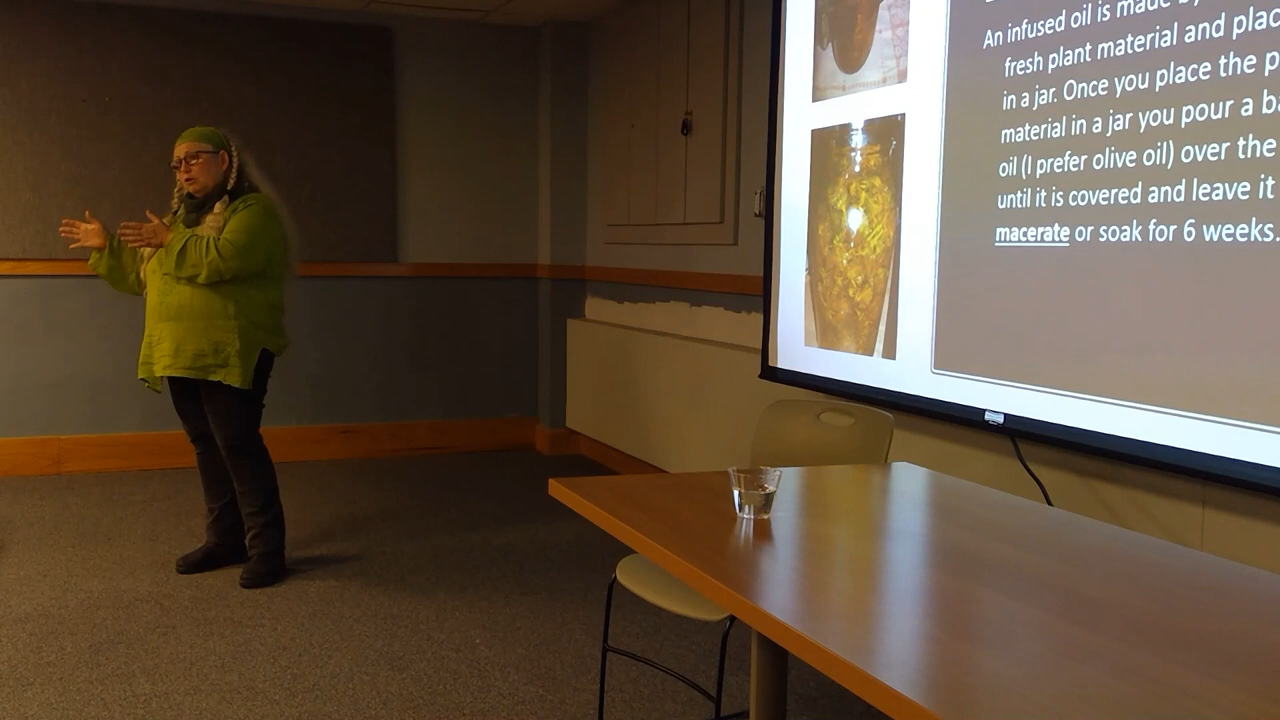 An infused oil is made by
fresh plant material and plac
in a jar. Once you place the p
material in a jar you pour a ba
oil (I prefer olive oil) over the
until it is covered and leave it
macerate or soak for 6 weeks.